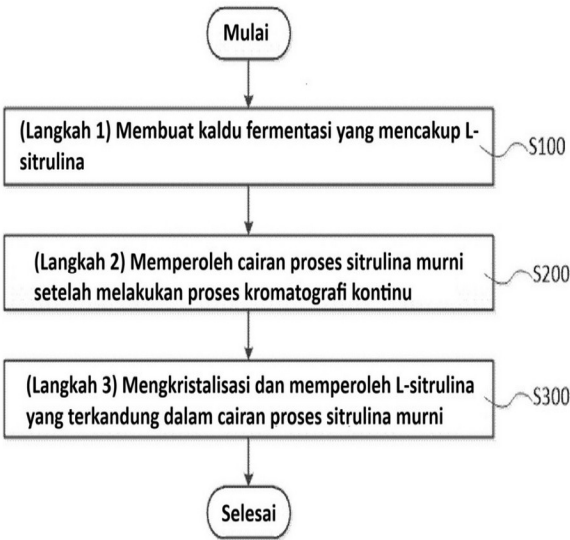 Mulai
(Langkah 1) Membuat kaldu fermentasi yang mencakup L-
sitrulina
S100
(Langkah 2) Memperoleh cairan proses sitrulina murni
setelah melakukan proses kromatografi kontinu
S200
(Langkah 3) Mengkristalisasi dan memperoleh L-sitrulina
yang terkandung dalam cairan proses sitrulina murni
S300
Selesai